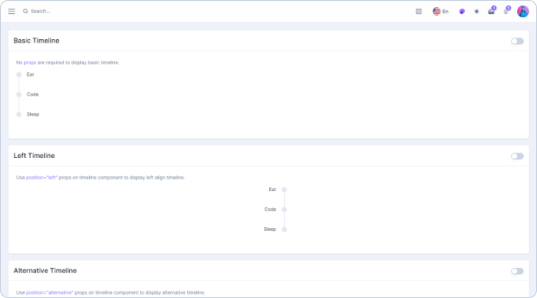 Search...
En
Basic Timeline
No props are required to display basic timeline.
Eat
Code
Sleep
Left Timeline
Use position="left" props on timeline component to display left align timeline.
Eat
Code
Sleep
Alternative Timeline
Use position="alternative" props on timeline component to display alternative timeline.